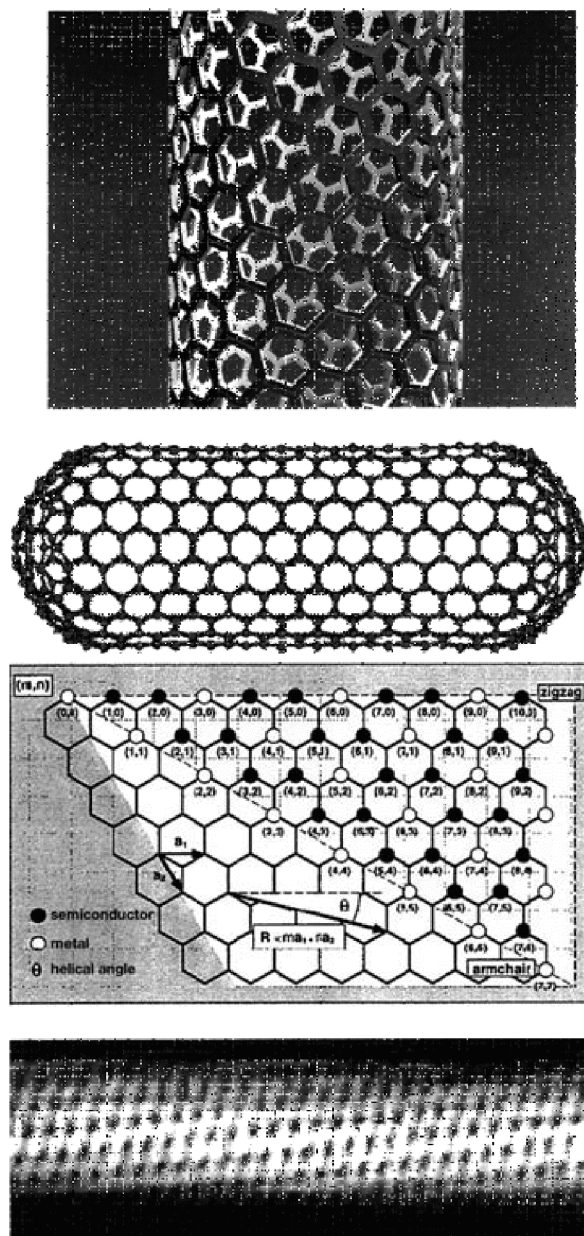 (m,n)
zigzag
(0,0) (1,0) (2,0) (3,0) (4,0) (5,0) (6,0) (7,0) (8,0) (9,0) (10,0)
(1,1) (2,1) (3,1) (4,1) (5,1) (6,1) (7,1) (8,1) (9,1)
(2,2) (3,2) (4,2) (5,2) (6,2) (7,2) (8,2) (9,2)
(3,3) (4,3) (5,3) (6,3) (7,3) (8,3)
a₁
a₂
(4,4) (5,4) (6,4) (7,4) (8,4)
θ
(5,5) (6,5) (7,5)
semiconductor
R = ma₁ + na₂
metal
(6,6) (7,6)
θ helical angle
armchair
(7,7)